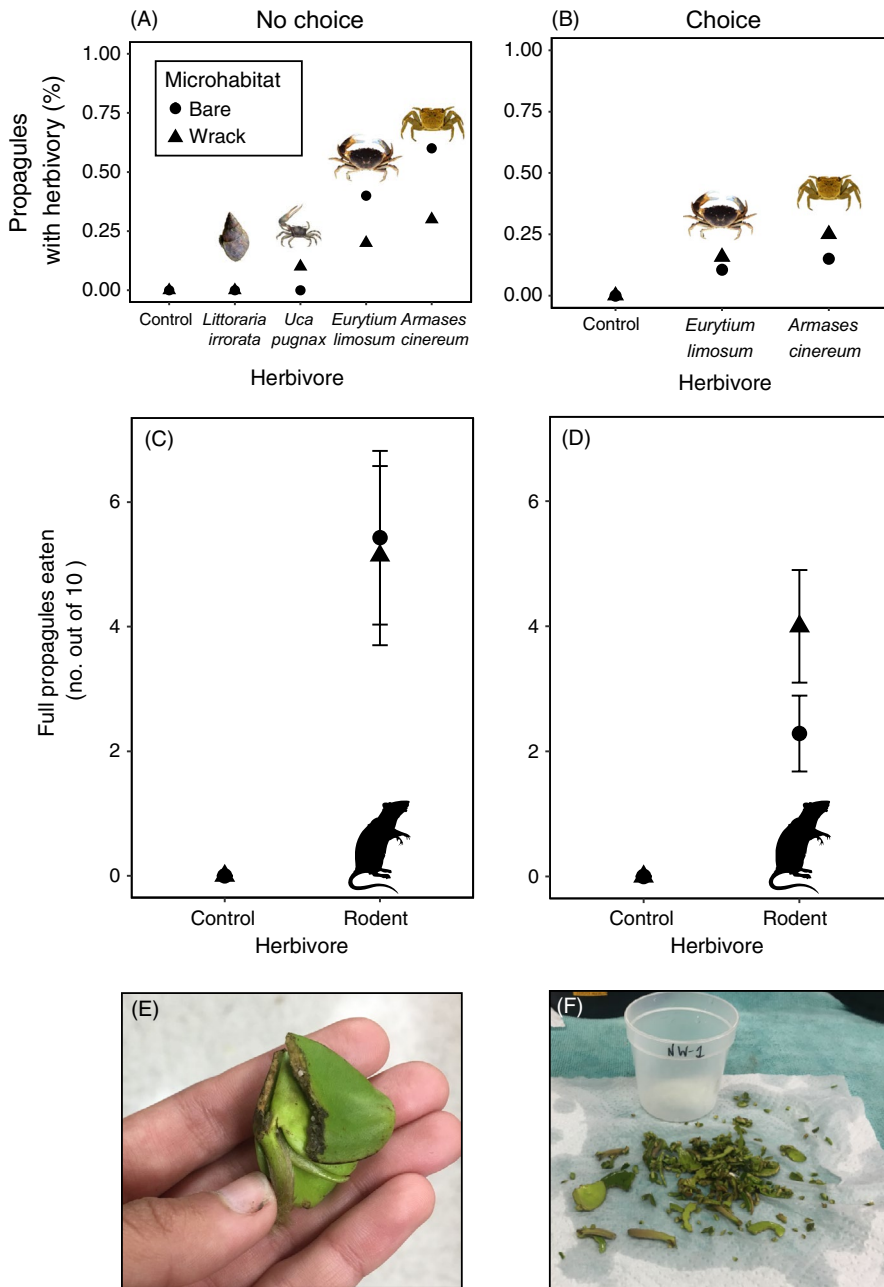 (A)
No choice
Propagules
with herbivory (%)
1.00
0.75
0.50
0.25
0.00
Microhabitat
Bare
Wrack
Control
Littoraria
irrorata
Uca
pugnax
Eurytium
limosum
Armases
cinereum
Herbivore
(B)
Choice
1.00
0.75
0.50
0.25
0.00
Control
Eurytium
limosum
Armases
cinereum
Herbivore
(C)
Full propagules eaten
(no. out of 10 )
6
4
2
0
Control
Rodent
Herbivore
(D)
6
4
2
0
Control
Rodent
Herbivore
(E)
(F)
NW-1